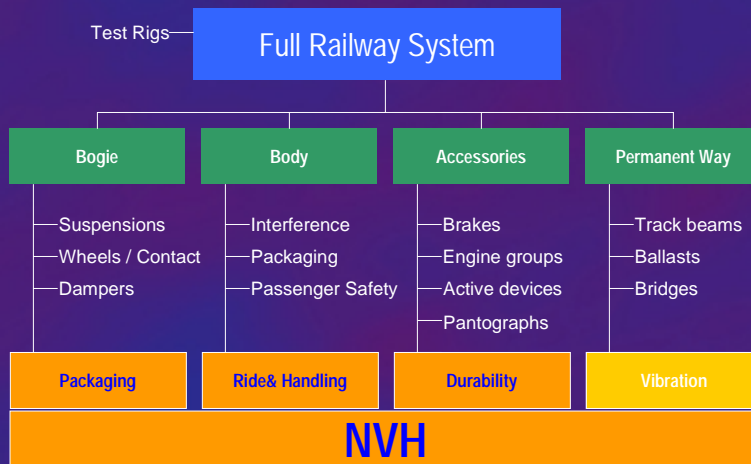 Test Rigs
Full Railway System
Bogie
Body
Accessories
Permanent Way
Suspensions
Wheels / Contact
Dampers
Interference
Packaging
Passenger Safety
Brakes
Engine groups
Active devices
Pantographs
Track beams
Ballasts
Bridges
Packaging
Ride& Handling
Durability
Vibration
NVH